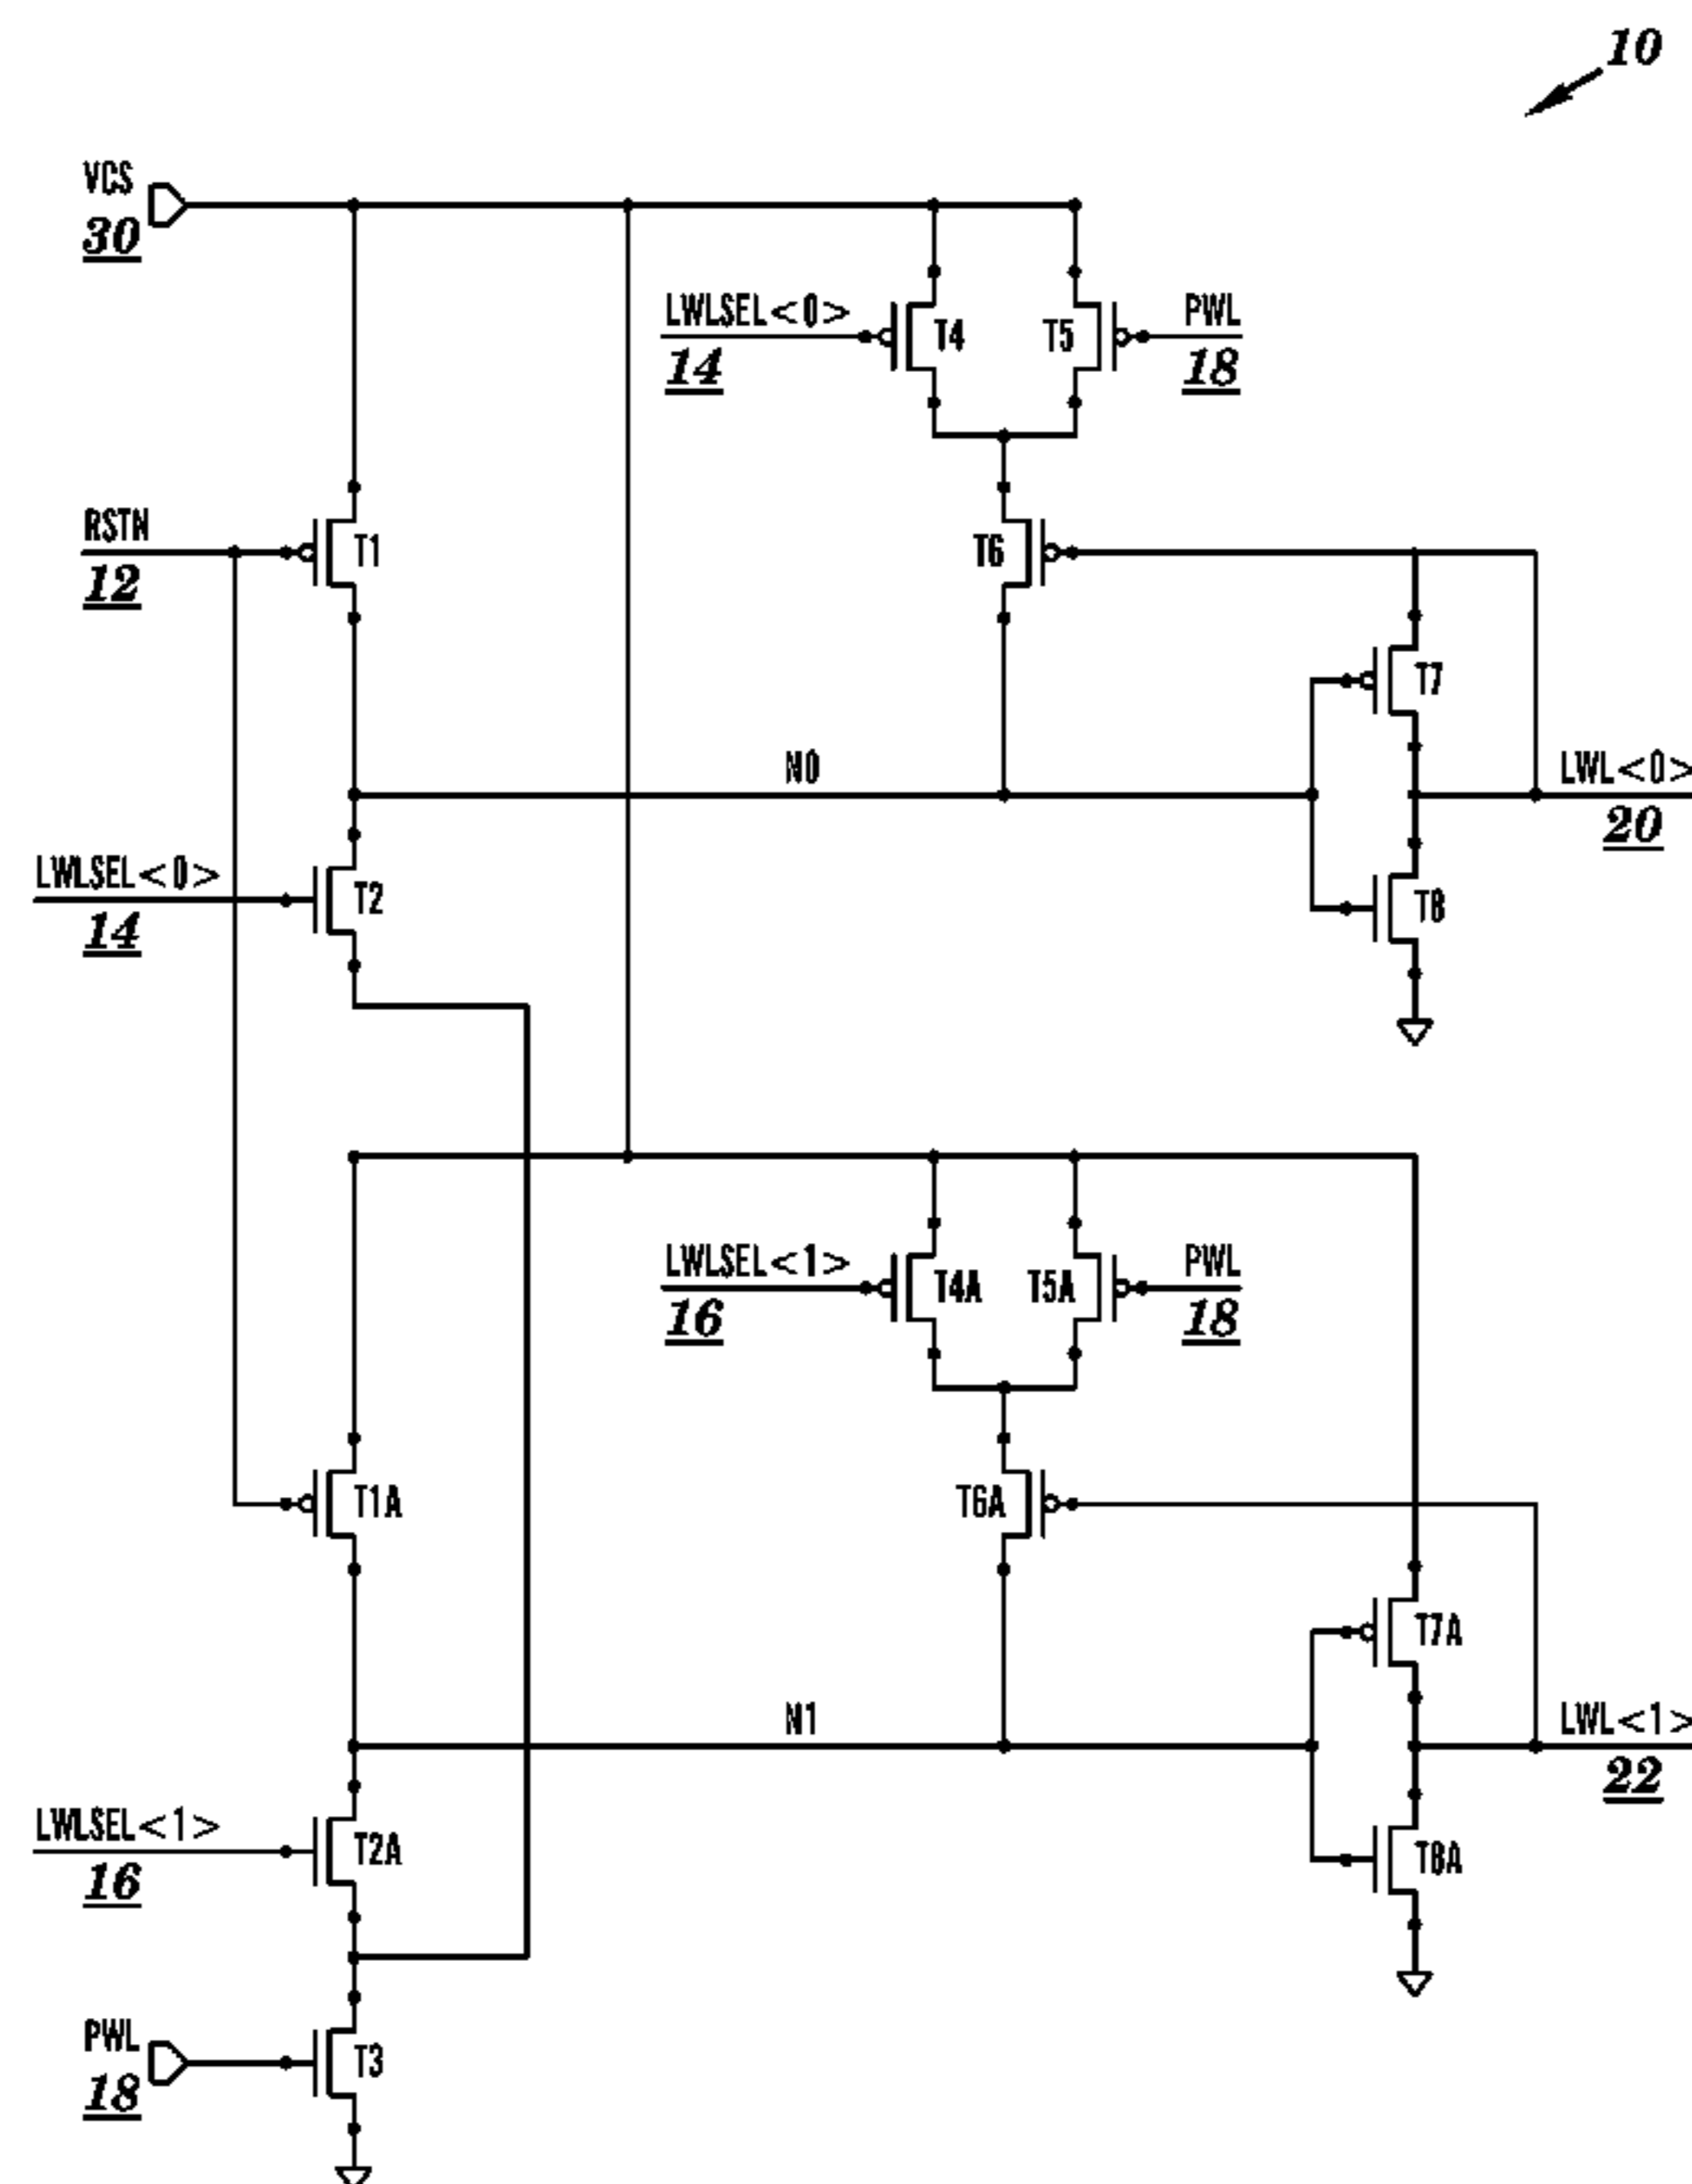 10
VCS
30
LWLSEL<0>
14
T4
T5
PWL
18
RSTN
12
T1
T6
T7
N0
LWL<0>
20
LWLSEL<0>
14
T2
T8
LWLSEL<1>
16
T4A
T5A
PWL
18
T1A
T6A
T7A
N1
LWL<1>
22
LWLSEL<1>
16
T2A
T8A
PWL
18
T3